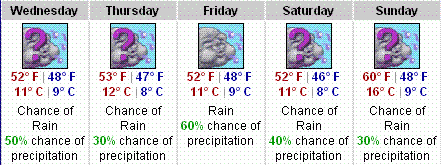 Wednesday Thursday Friday Saturday Sunday
? ? ? ?
52° F | 48° F 53° F | 47° F 52° F | 48° F 52° F | 46° F 60° F | 48° F
11° C | 9° C 12° C | 8° C 11° C | 9° C 11° C | 8° C 16° C | 9° C
Chance of Chance of Rain Chance of Chance of
Rain Rain 60% chance of Rain Rain
50% chance of 30% chance of precipitation 40% chance of 30% chance of
precipitation precipitation precipitation precipitation